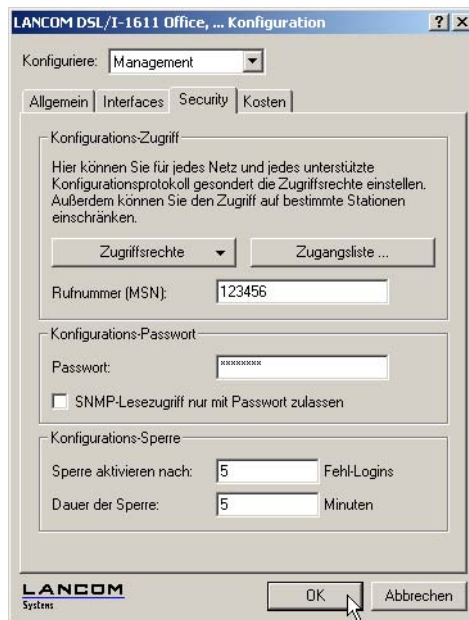 LANCOM DSL/I-1611 Office, ... Konfiguration
Konfiguriere: Management
Allgemein Interfaces Security Kosten
Konfigurations-Zugriff
Hier können Sie für jedes Netz und jedes unterstützte
Konfigurationsprotokoll gesondert die Zugriffsrechte einstellen.
Außerdem können Sie den Zugriff auf bestimmte Stationen
einschränken.
Zugriffsrechte Zugangsliste ...
Rufnummer (MSN): 123456
Konfigurations-Passwort
Passwort: ********
SNMP-Lesezugriff nur mit Passwort zulassen
Konfigurations-Sperre
Sperre aktivieren nach: 5 Fehl-Logins
Dauer der Sperre: 5 Minuten
LANCOM
Systems
OK Abbrechen